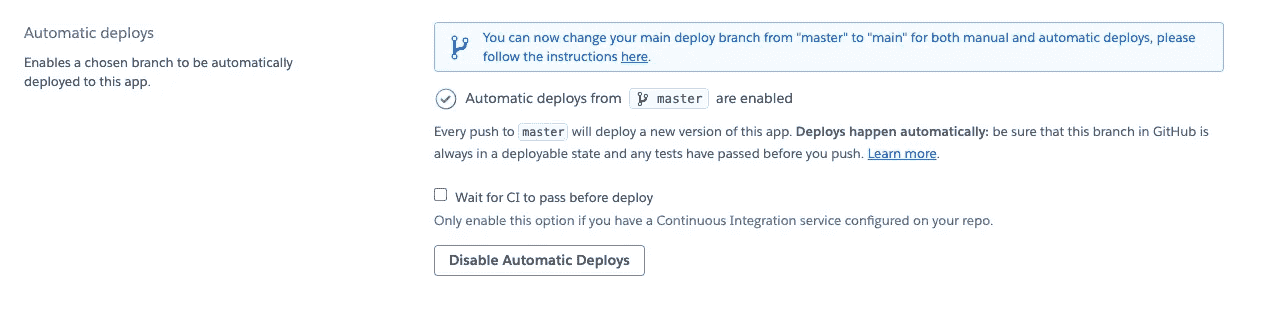 Automatic deploys
Enables a chosen branch to be automatically
deployed to this app.
You can now change your main deploy branch from "master" to "main" for both manual and automatic deploys, please
follow the instructions here.
Automatic deploys from master are enabled
Every push to master will deploy a new version of this app. Deploys happen automatically: be sure that this branch in GitHub is
always in a deployable state and any tests have passed before you push. Learn more.
Wait for CI to pass before deploy
Only enable this option if you have a Continuous Integration service configured on your repo.
Disable Automatic Deploys